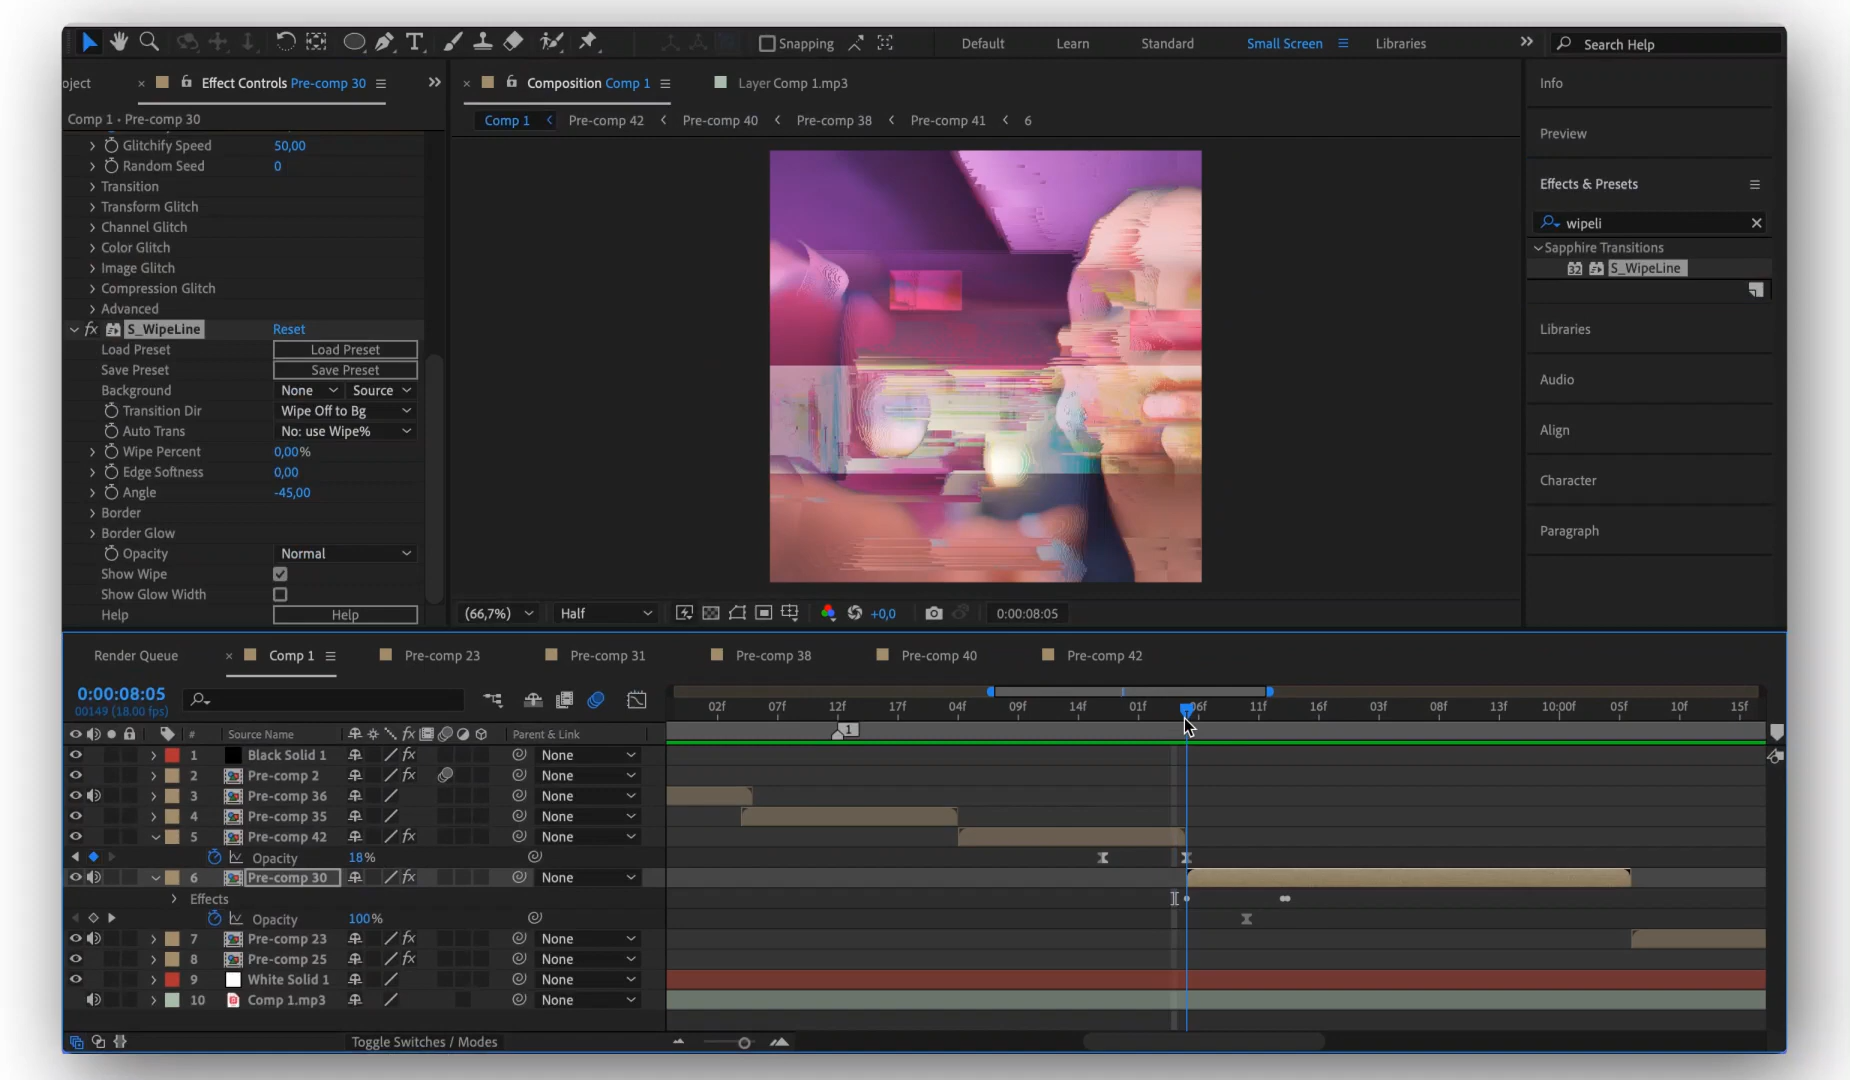 Snapping
Default
Learn
Standard
Small Screen
Libraries
Search Help
oject
Effect Controls Pre-comp 30
Composition Comp 1
Layer Comp 1.mp3
Info
Comp 1 • Pre-comp 30
Comp 1
Pre-comp 42
Pre-comp 40
Pre-comp 38
Pre-comp 41
6
Preview
Glitchify Speed 50,00
Random Seed 0
Transition
Transform Glitch
Channel Glitch
Color Glitch
Image Glitch
Compression Glitch
Advanced
fx S_WipeLine Reset
Load Preset Load Preset
Save Preset Save Preset
Background None Source
Transition Dir Wipe Off to Bg
Auto Trans No: use Wipe%
Wipe Percent 0,00%
Edge Softness 0,00
Angle -45,00
Border
Border Glow
Opacity Normal
Show Wipe
Show Glow Width
Help Help
Effects & Presets
wipeli
Sapphire Transitions
32 S_WipeLine
Libraries
Audio
Align
Character
Paragraph
(66,7%) Half +0,0 0:00:08:05
Render Queue Comp 1 Pre-comp 23 Pre-comp 31 Pre-comp 38 Pre-comp 40 Pre-comp 42
0:00:08:05
00149 (18.00 fps)
02f 07f 12f 17f 04f 09f 14f 01f 06f 11f 16f 03f 08f 13f 10:00f 05f 10f 15f
1
# Source Name fx Parent & Link
1 Black Solid 1 fx None
2 Pre-comp 2 fx None
3 Pre-comp 36 None
4 Pre-comp 35 None
5 Pre-comp 42 fx None
Opacity 18%
6 Pre-comp 30 fx None
Effects
Opacity 100%
7 Pre-comp 23 fx None
8 Pre-comp 25 fx None
9 White Solid 1 None
10 Comp 1.mp3 None
Toggle Switches / Modes